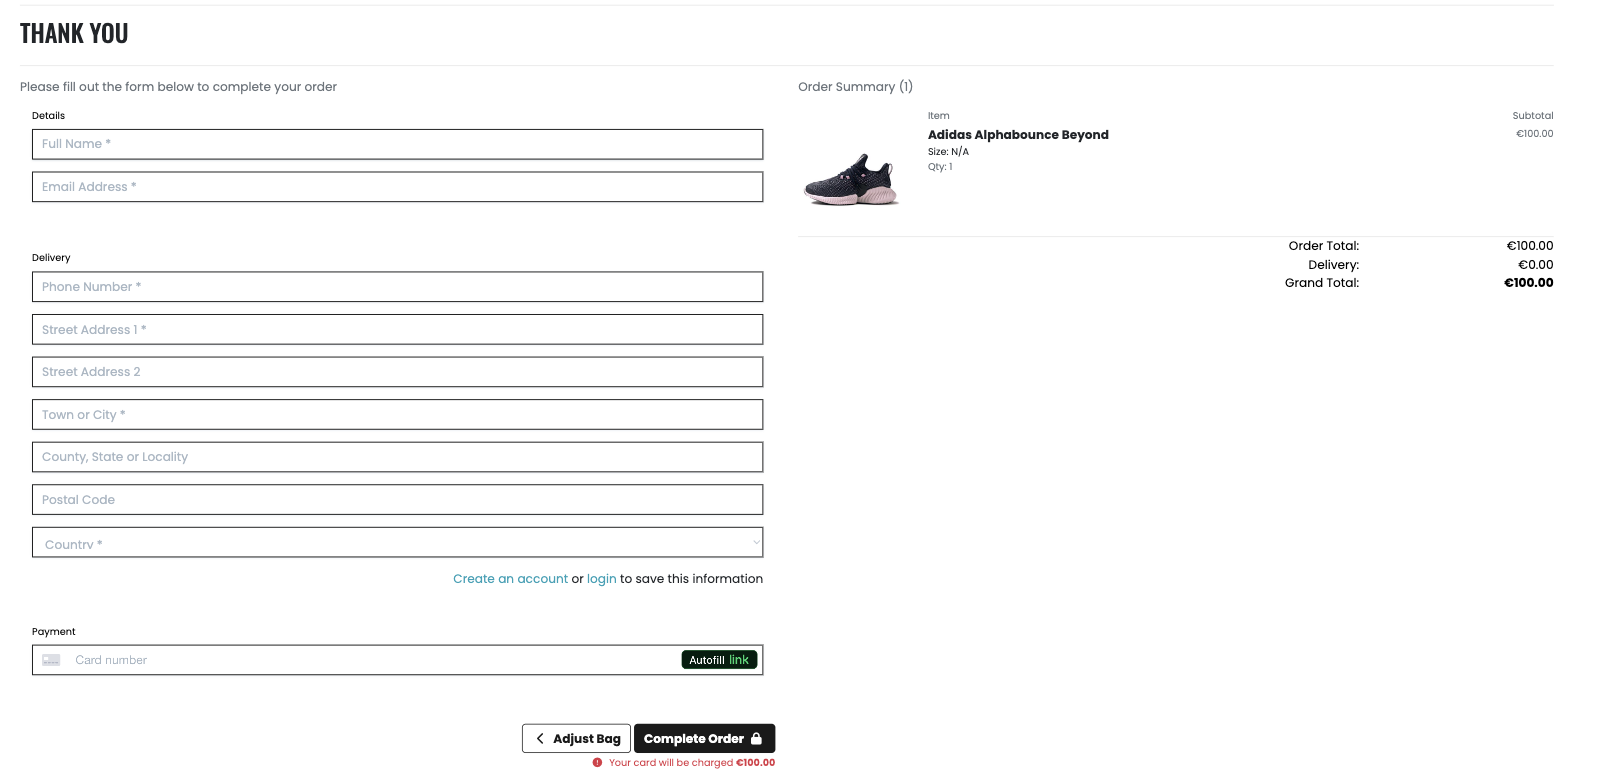 THANK YOU
Please fill out the form below to complete your order
Details
Full Name *
Email Address *
Delivery
Phone Number *
Street Address 1 *
Street Address 2
Town or City *
County, State or Locality
Postal Code
Country *
Create an account or login to save this information
Payment
Card number
Autofill link
Adjust Bag
Complete Order
Your card will be charged €100.00
Order Summary (1)
Item Subtotal
Adidas Alphabounce Beyond €100.00
Size: N/A
Qty: 1
Order Total: €100.00
Delivery: €0.00
Grand Total: €100.00